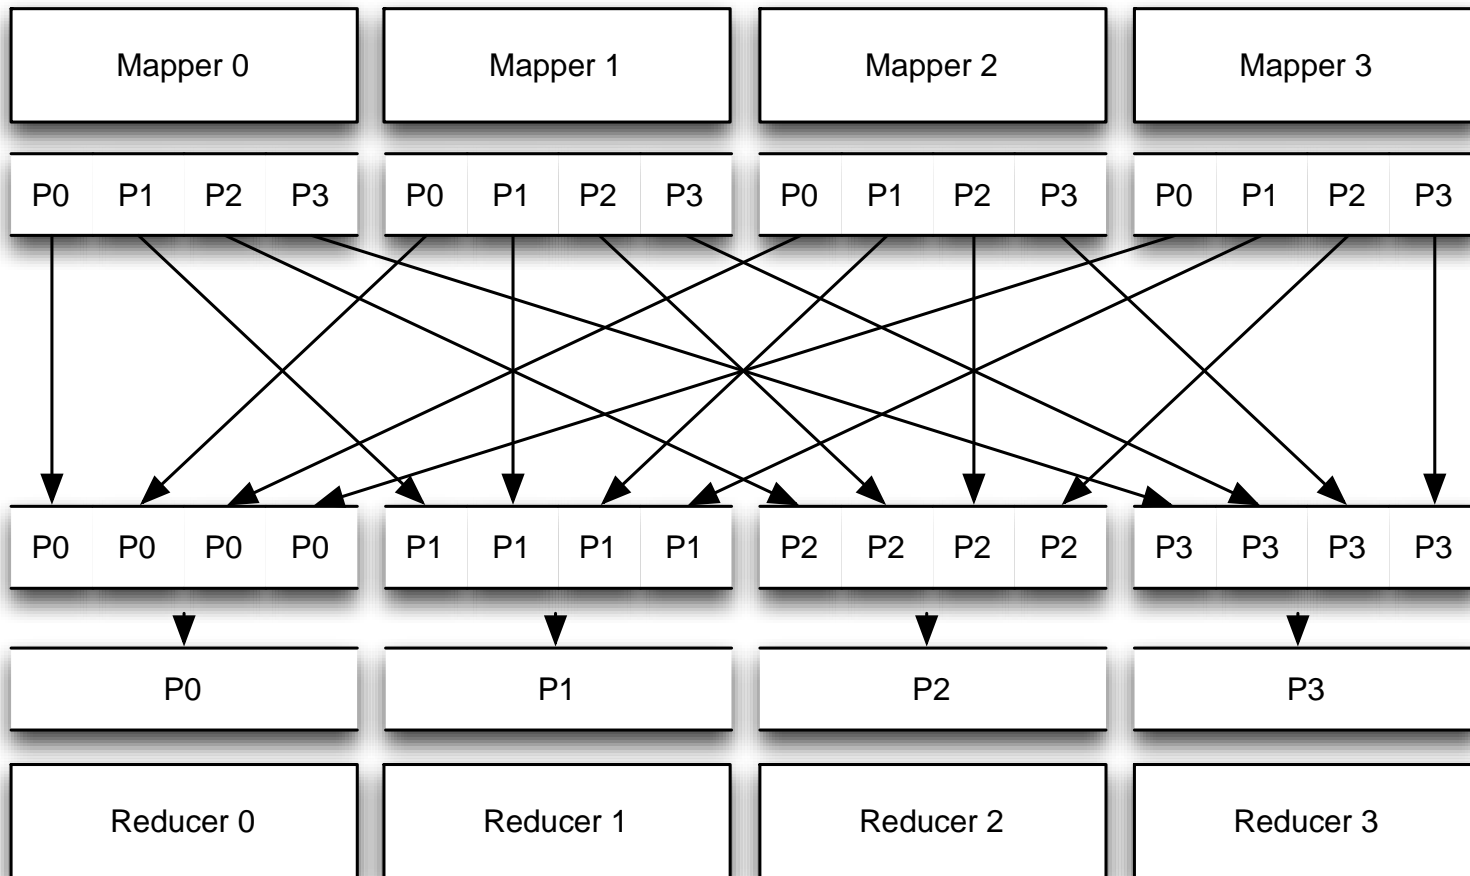 Mapper 0 Mapper 1 Mapper 2 Mapper 3
P0 P1 P2 P3 P0 P1 P2 P3 P0 P1 P2 P3 P0 P1 P2 P3
P0 P0 P0 P0 P1 P1 P1 P1 P2 P2 P2 P2 P3 P3 P3 P3
P0 P1 P2 P3
Reducer 0 Reducer 1 Reducer 2 Reducer 3